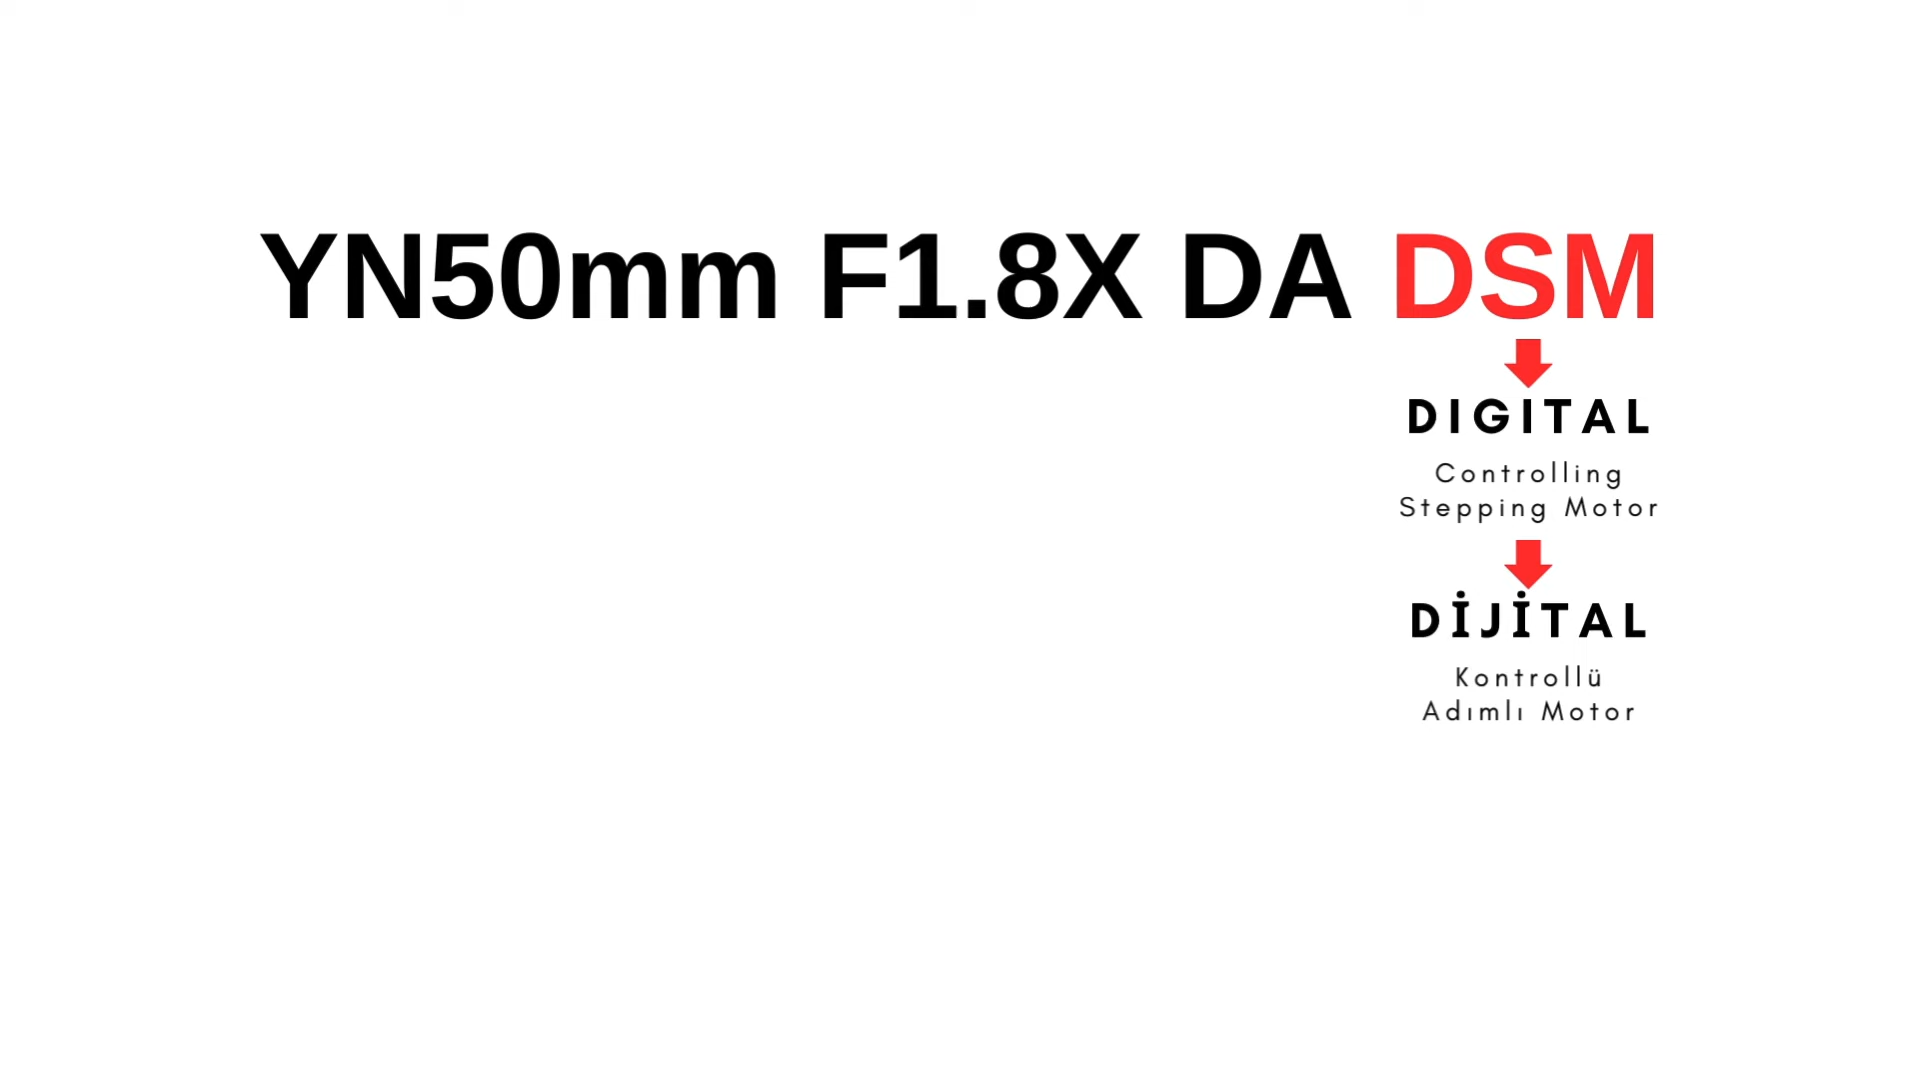 YN50mm F1.8X DA DSM
DIGITAL
Controlling
Stepping Motor
DİJİTAL
Kontrollü
Adımlı Motor